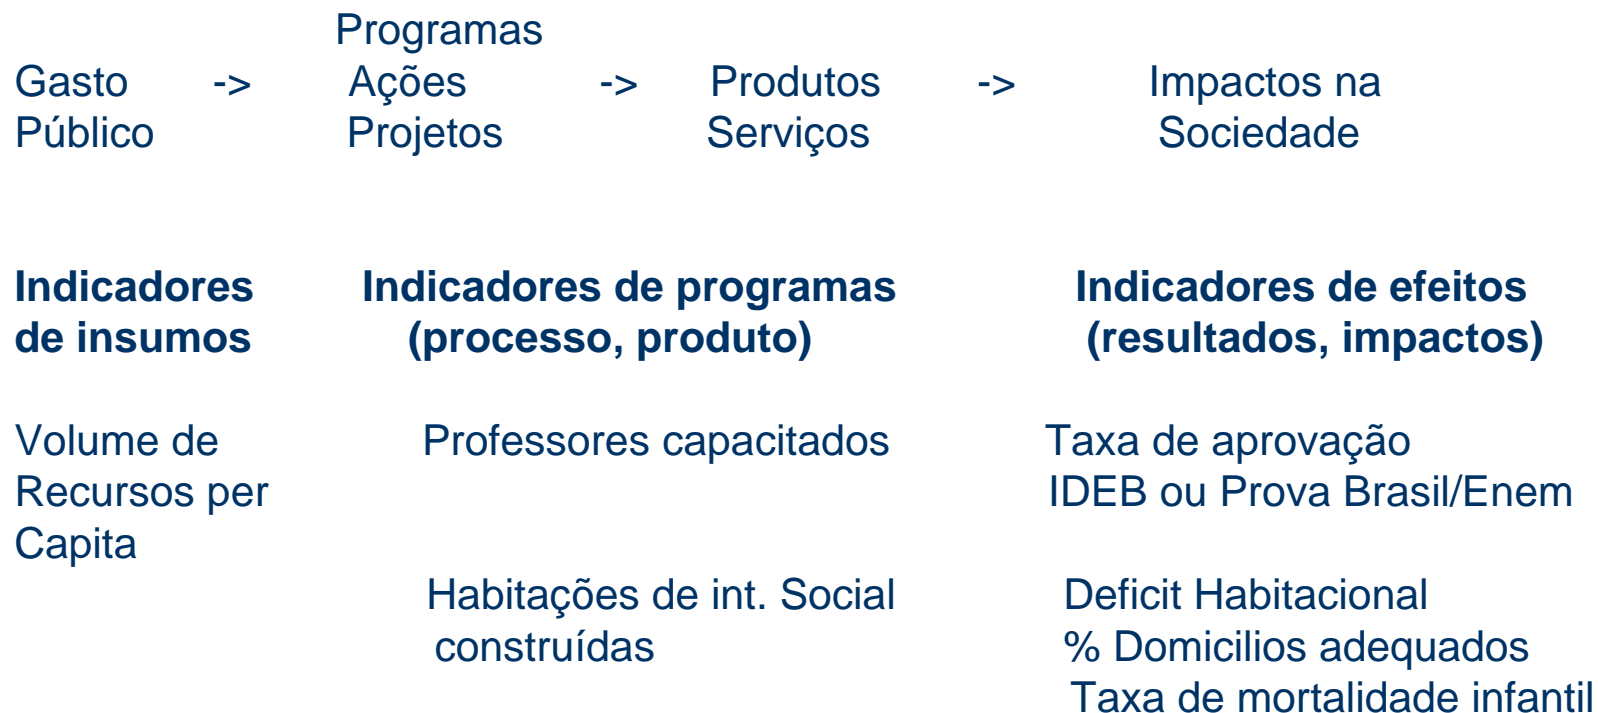 Programas
Gasto -> Ações -> Produtos -> Impactos na
Público Projetos Serviços Sociedade
Indicadores Indicadores de programas Indicadores de efeitos
de insumos (processo, produto) (resultados, impactos)
Volume de Professores capacitados Taxa de aprovação
Recursos per IDEB ou Prova Brasil/Enem
Capita
Habitações de int. Social Deficit Habitacional
construídas % Domicilios adequados
Taxa de mortalidade infantil